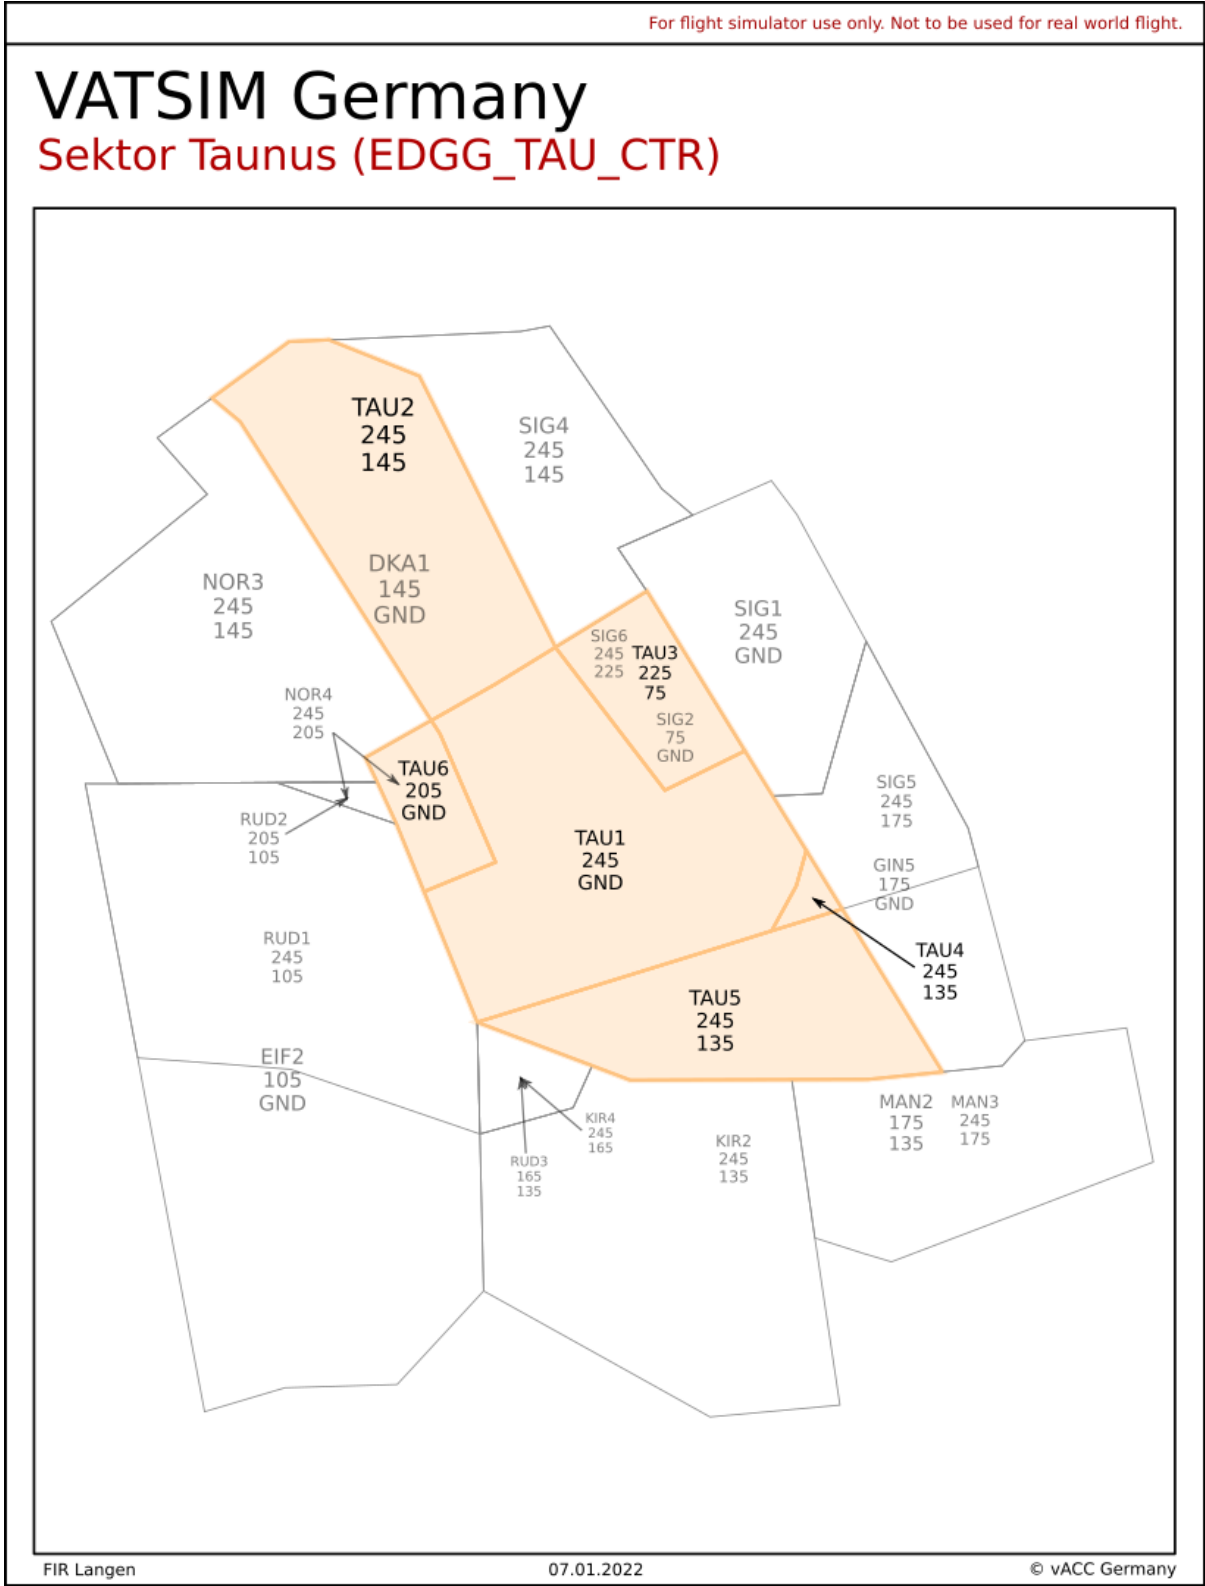 For flight simulator use only. Not to be used for real world flight.
VATSIM Germany
Sektor Taunus (EDGG_TAU_CTR)
TAU2
245
145
SIG4
245
145
DKA1
145
GND
NOR3
245
145
SIG1
245
GND
SIG6
245
225
TAU3
225
75
SIG2
75
GND
NOR4
245
205
TAU6
205
GND
RUD2
205
105
TAU1
245
GND
SIG5
245
175
GIN5
175
GND
TAU4
245
135
RUD1
245
105
TAU5
245
135
EIF2
105
GND
KIR4
245
165
RUD3
165
135
KIR2
245
135
MAN2
175
135
MAN3
245
175
FIR Langen
07.01.2022
© vACC Germany